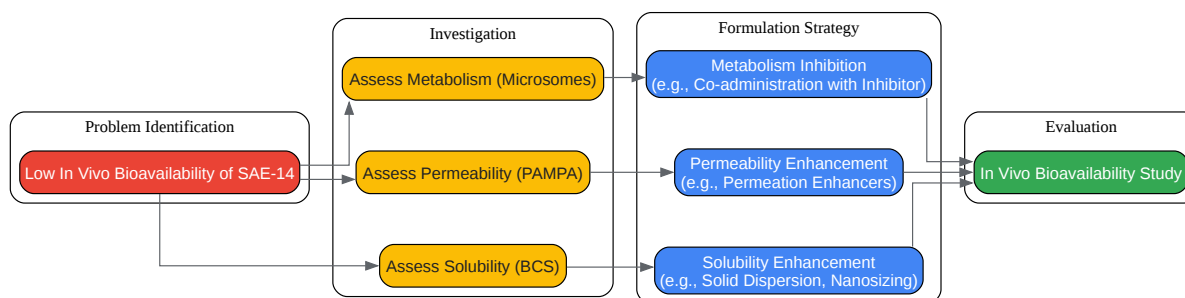 Problem Identification
Low In Vivo Bioavailability of SAE-14
Investigation
Assess Metabolism (Microsomes)
Assess Permeability (PAMPA)
Assess Solubility (BCS)
Formulation Strategy
Metabolism Inhibition
(e.g., Co-administration with Inhibitor)
Permeability Enhancement
(e.g., Permeation Enhancers)
Solubility Enhancement
(e.g., Solid Dispersion, Nanosizing)
Evaluation
In Vivo Bioavailability Study